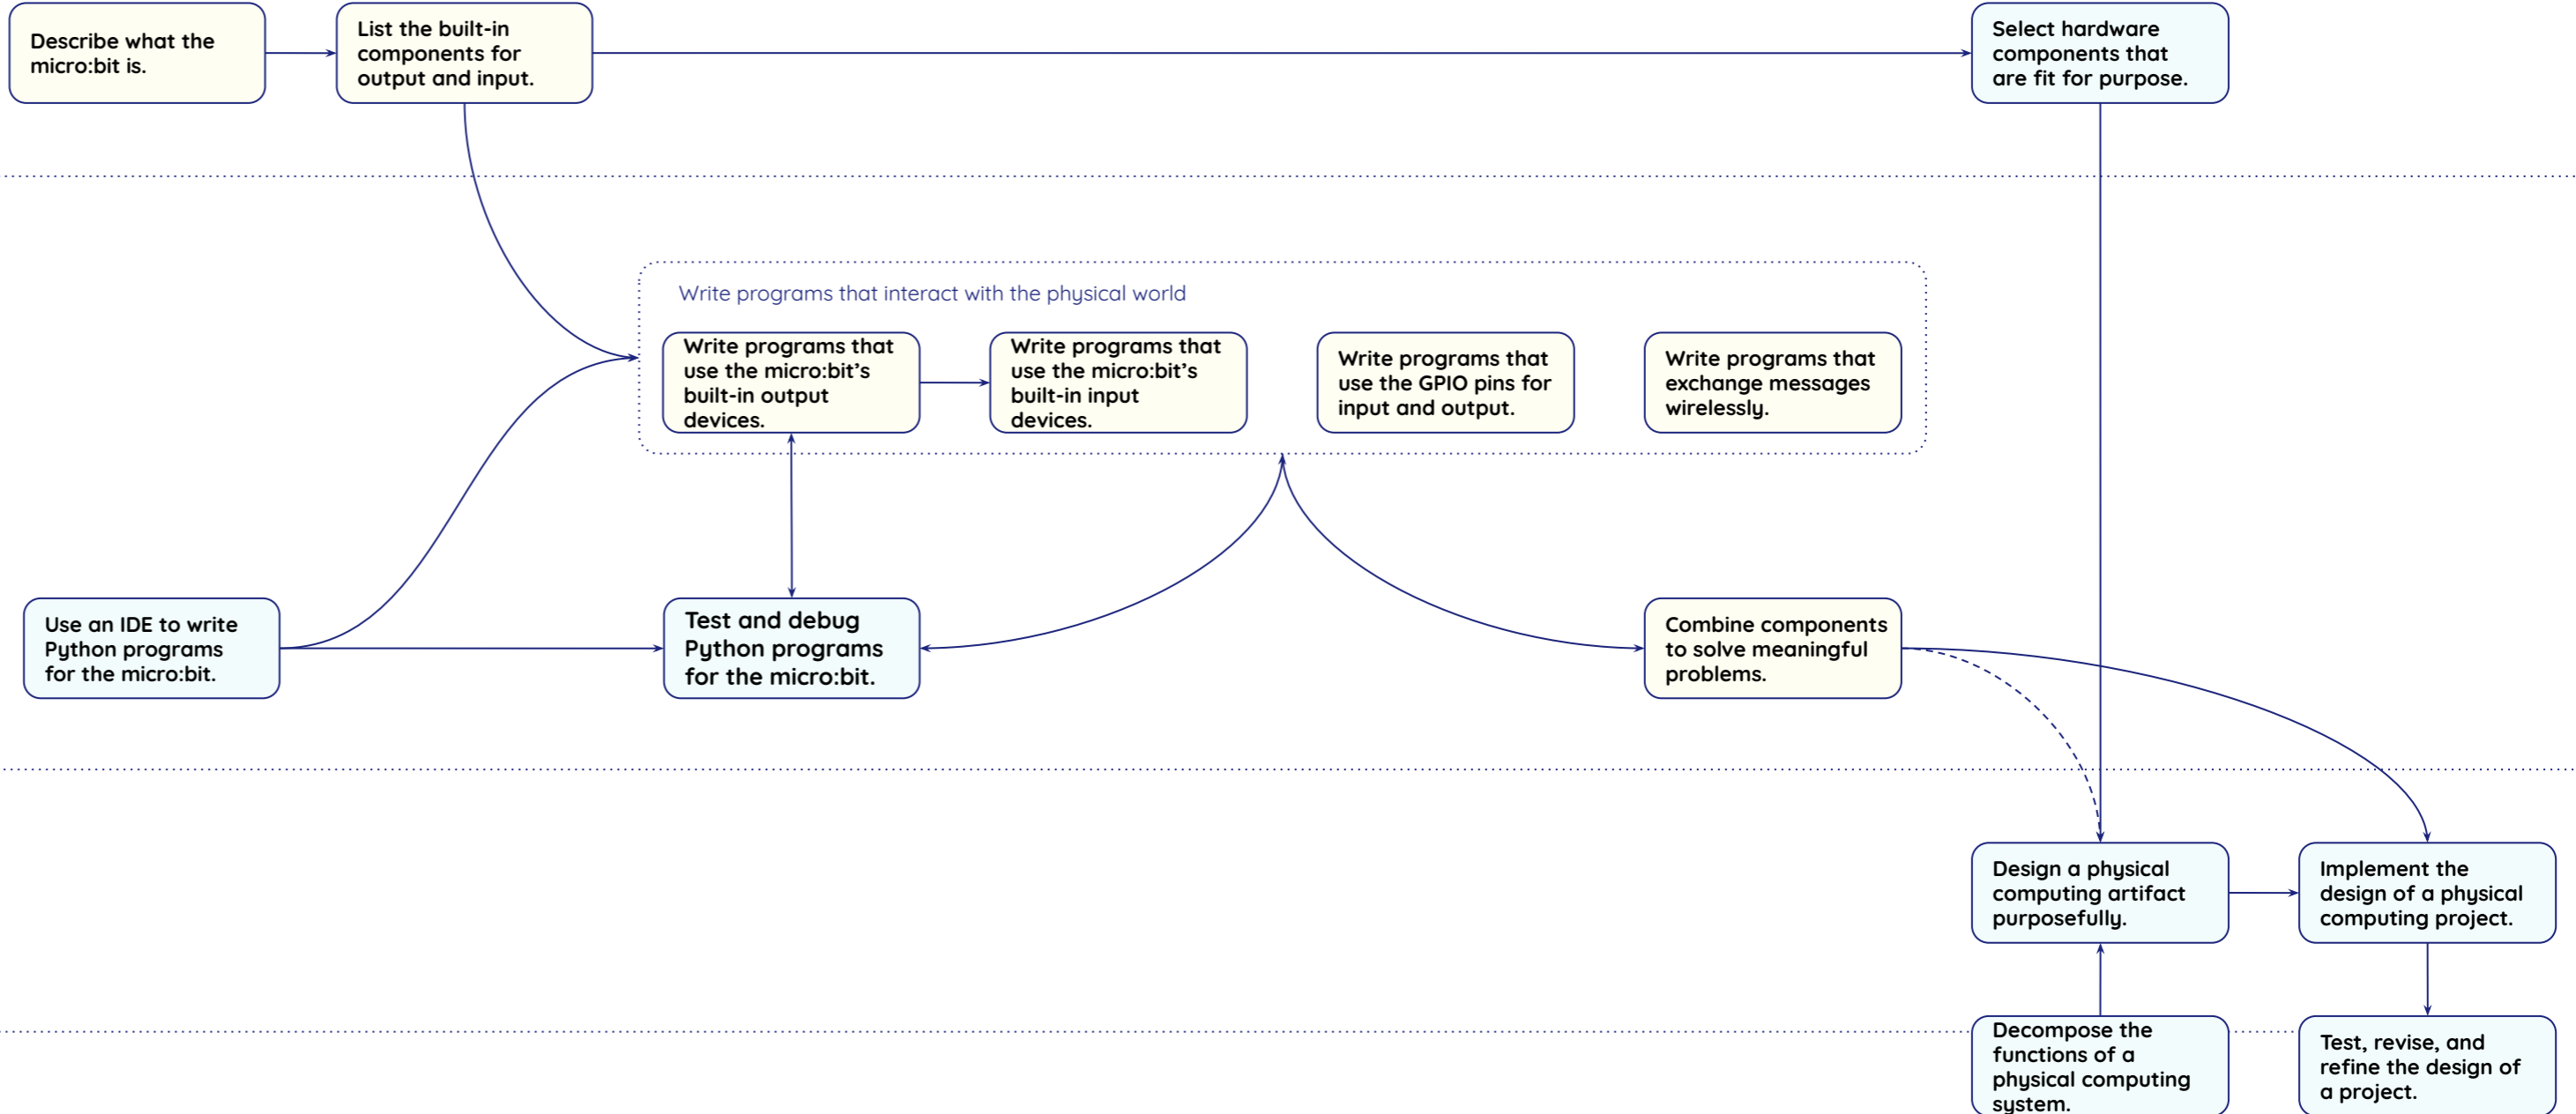 Describe what the
micro:bit is.
List the built-in
components for
output and input.
Select hardware
components that
are fit for purpose.
Write programs that interact with the physical world
Write programs that
use the micro:bit’s
built-in output
devices.
Write programs that
use the micro:bit’s
built-in input
devices.
Write programs that
use the GPIO pins for
input and output.
Write programs that
exchange messages
wirelessly.
Use an IDE to write
Python programs
for the micro:bit.
Test and debug
Python programs
for the micro:bit.
Combine components
to solve meaningful
problems.
Design a physical
computing artifact
purposefully.
Implement the
design of a physical
computing project.
Decompose the
functions of a
physical computing
system.
Test, revise, and
refine the design of
a project.